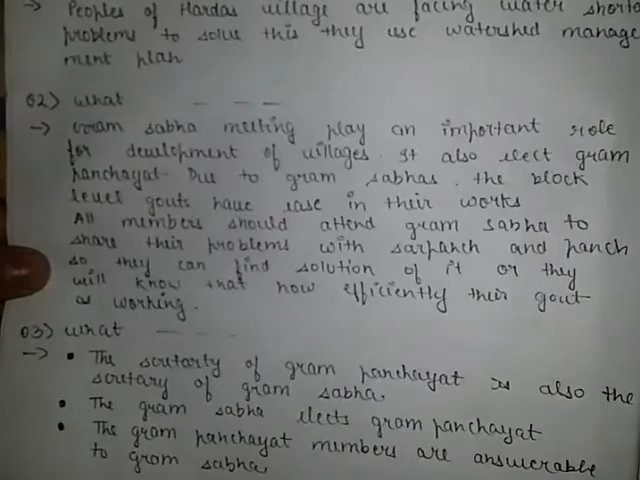 → Peoples of Hardas village are facing water shorta
problems to solve this they use watershed manage
ment plan
02) what _ _ _
→ Gram sabha meeting play an important role
for development of villages. It also elect gram
panchayat. Due to gram sabhas, the block
level govts have ease in their works
All members should attend gram sabha to
share their problems with sarpanch and panch
so they can find solution of it or they
will know that how efficiently their govt
is working.
03) what _ _ _
→ • The scutarty of gram panchayat is also the
scutary of gram sabha.
• The gram sabha elects gram panchayat
• The gram panchayat members are answerable
to gram sabha